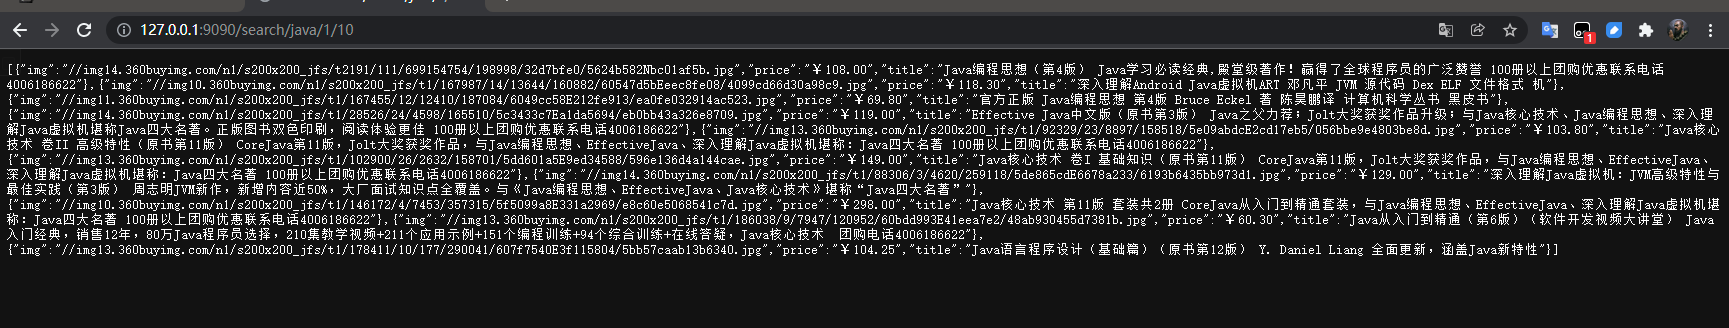 127.0.0.1:9090/search/java/1/10
1
[{"img":"//img14.360buyimg.com/n1/s200x200_jfs/t2191/111/699154754/198998/32d7bfe0/5624b582Nbc01af5b.jpg","price":"￥108.00","title":"Java编程思想（第4版） Java学习必读经典,殿堂级著作！赢得了全球程序员的广泛赞誉 100册以上团购优惠联系电话
4006186622"},{"img":"//img10.360buyimg.com/n1/s200x200_jfs/t1/167987/14/13644/160882/60547d5bEeec8fe08/4099cd66d30a98c9.jpg","price":"￥118.30","title":"深入理解Android Java虚拟机ART 邓凡平 JVM 源代码 Dex ELF 文件格式 机"},
{"img":"//img11.360buyimg.com/n1/s200x200_jfs/t1/167455/12/12410/187084/6049cc58E212fe913/ea0fe032914ac523.jpg","price":"￥69.80","title":"官方正版 Java编程思想 第4版 Bruce Eckel 著 陈昊鹏译 计算机科学丛书 黑皮书"},
{"img":"//img14.360buyimg.com/n1/s200x200_jfs/t1/28526/24/4598/165510/5c3433c7Ea1a5d694/eb0bb43a326e8709.jpg","price":"￥119.00","title":"Effective Java中文版（原书第3版） Java之父力荐；Jolt大奖获奖作品升级；与Java核心技术、Java编程思想、深入理
解Java虚拟机堪称Java四大名著。正版图书双色印刷，阅读体验更佳 100册以上团购优惠联系电话4006186622"},{"img":"//img13.360buyimg.com/n1/s200x200_jfs/t1/92329/23/8897/158518/5e09abdcE2cd17eb5/056bbe9e4803be8d.jpg","price":"￥103.80","title":"Java核心
技术 卷II 高级特性（原书第11版） CoreJava第11版，Jolt大奖获奖作品，与Java编程思想、EffectiveJava、深入理解Java虚拟机堪称：Java四大名著 100册以上团购优惠联系电话4006186622"},
{"img":"//img13.360buyimg.com/n1/s200x200_jfs/t1/102900/26/2632/158701/5dd601a5E9ed34588/596e136d4a144cae.jpg","price":"￥149.00","title":"Java核心技术 卷I 基础知识（原书第11版） CoreJava第11版，Jolt大奖获奖作品，与Java编程思想、EffectiveJava、
深入理解Java虚拟机堪称：Java四大名著 100册以上团购优惠联系电话4006186622"},{"img":"//img14.360buyimg.com/n1/s200x200_jfs/t1/88306/3/4620/259118/5de865cdE6678a233/6193b6435bb973d1.jpg","price":"￥129.00","title":"深入理解Java虚拟机：JVM高级特性与
最佳实践（第3版） 周志明JVM新作，新增内容近50%，大厂面试知识点全覆盖。与《Java编程思想、EffectiveJava、Java核心技术》堪称“Java四大名著”"},
{"img":"//img10.360buyimg.com/n1/s200x200_jfs/t1/146172/4/7453/357315/5f5099a8E331a2969/e8c60e5068541c7d.jpg","price":"￥298.00","title":"Java核心技术 第11版 套装共2册 CoreJava从入门到精通套装，与Java编程思想、EffectiveJava、深入理解Java虚拟机堪
称：Java四大名著 100册以上团购优惠联系电话4006186622"},{"img":"//img13.360buyimg.com/n1/s200x200_jfs/t1/186038/9/7947/120952/60bdd993E41eea7e2/48ab930455d7381b.jpg","price":"￥60.30","title":"Java从入门到精通（第6版）（软件开发视频大讲堂） Java
入门经典，销售12年，80万Java程序员选择，210集教学视频+211个应用示例+151个编程训练+94个综合训练+在线答疑，Java核心技术 团购电话4006186622"},
{"img":"//img13.360buyimg.com/n1/s200x200_jfs/t1/178411/10/177/290041/607f7540E3f115804/5bb57caab13b6340.jpg","price":"￥104.25","title":"Java语言程序设计（基础篇）（原书第12版） Y. Daniel Liang 全面更新，涵盖Java新特性"}]